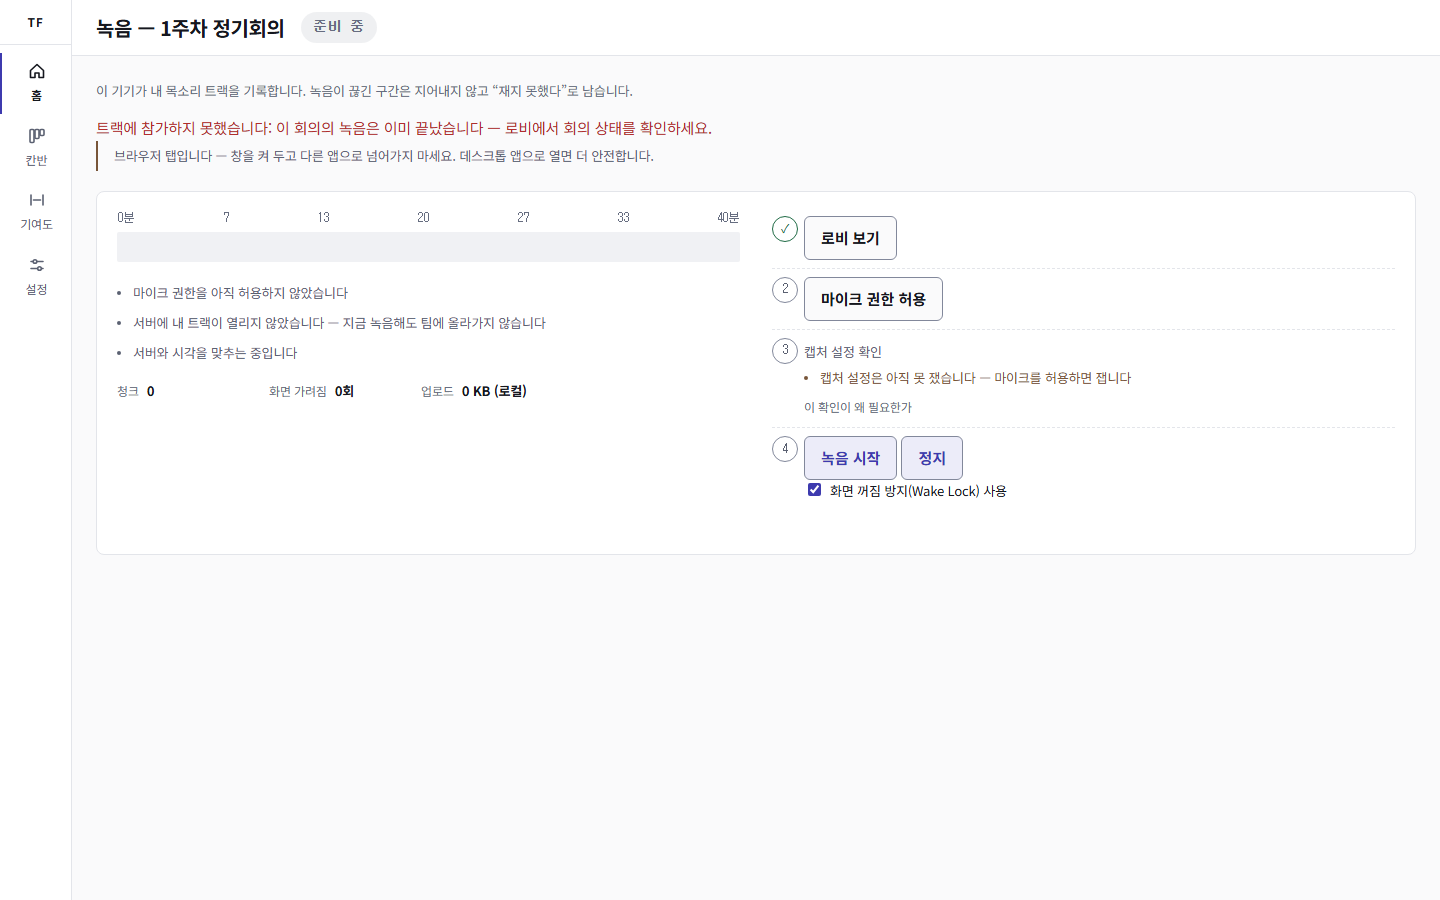 TF
홈
칸반
기여도
설정
녹음 — 1주차 정기회의
준비 중
이 기기가 내 목소리 트랙을 기록합니다. 녹음이 끊긴 구간은 지어내지 않고 “재지 못했다”로 남습니다.
트랙에 참가하지 못했습니다: 이 회의의 녹음은 이미 끝났습니다 — 로비에서 회의 상태를 확인하세요.
브라우저 탭입니다 — 창을 켜 두고 다른 앱으로 넘어가지 마세요. 데스크톱 앱으로 열면 더 안전합니다.
0분 7 13 20 27 33 40분
마이크 권한을 아직 허용하지 않았습니다
서버에 내 트랙이 열리지 않았습니다 — 지금 녹음해도 팀에 올라가지 않습니다
서버와 시각을 맞추는 중입니다
청크 0 화면 가려짐 0회 업로드 0 KB (로컬)
✓ 로비 보기
2 마이크 권한 허용
3 캡처 설정 확인
캡처 설정은 아직 못 쟀습니다 — 마이크를 허용하면 잽니다
이 확인이 왜 필요한가
4 녹음 시작 정지
화면 꺼짐 방지(Wake Lock) 사용